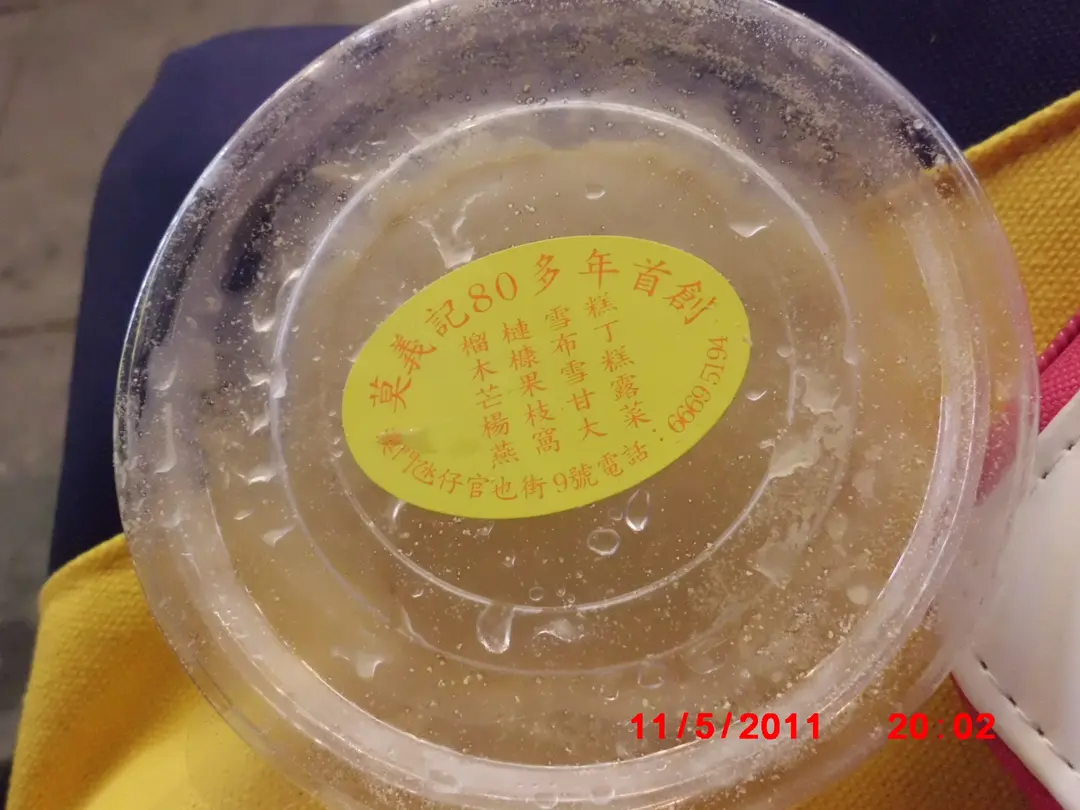 莫義記80多年首創
榴槤雪糕
木糠布丁
芒果雪糕
楊枝甘露
燕窩大菜
澳門氹仔官也街9號電話：66695194
11/5/2011 20:02